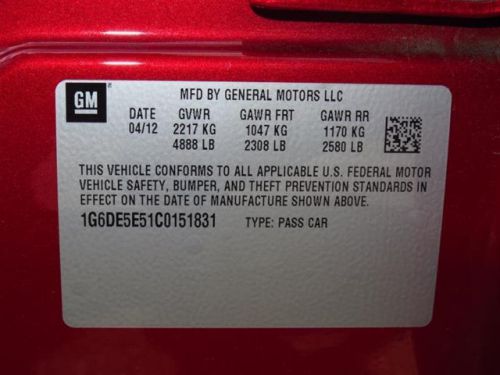 GM
MFD BY GENERAL MOTORS LLC
DATE GVWR GAWR FRT GAWR RR
04/12 2217 KG 1047 KG 1170 KG
4888 LB 2308 LB 2580 LB
THIS VEHICLE CONFORMS TO ALL APPLICABLE U.S. FEDERAL MOTOR
VEHICLE SAFETY, BUMPER, AND THEFT PREVENTION STANDARDS IN
EFFECT ON THE DATE OF MANUFACTURE SHOWN ABOVE.
1G6DE5E51C0151831 TYPE: PASS CAR